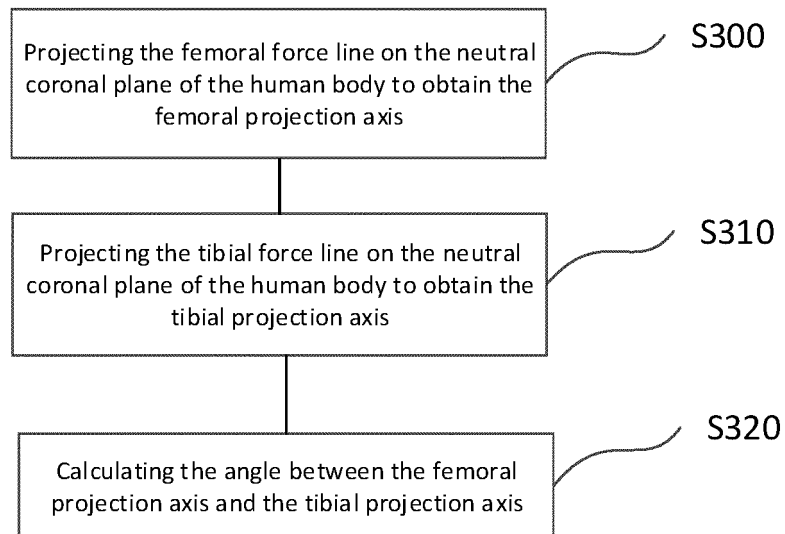 Projecting the femoral force line on the neutral
coronal plane of the human body to obtain the
femoral projection axis
S300
Projecting the tibial force line on the neutral
coronal plane of the human body to obtain the
tibial projection axis
S310
Calculating the angle between the femoral
projection axis and the tibial projection axis
S320